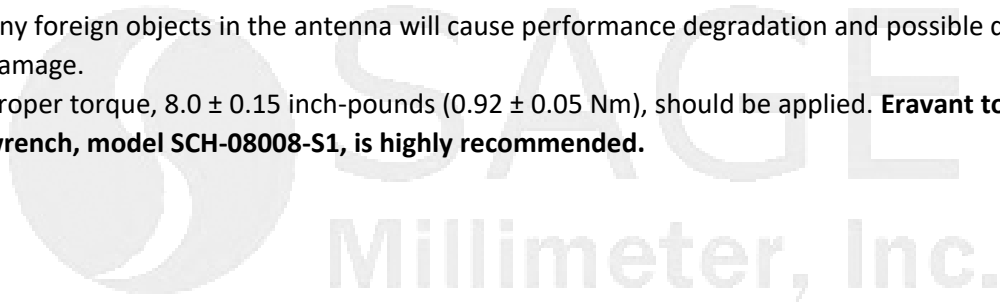 ny foreign objects in the antenna will cause performance degradation and possible
amage.
roper torque, 8.0 ± 0.15 inch-pounds (0.92 ± 0.05 Nm), should be applied. Eravant
rench, model SCH-08008-S1, is highly recommended.
SAGE
Millimeter, Inc.